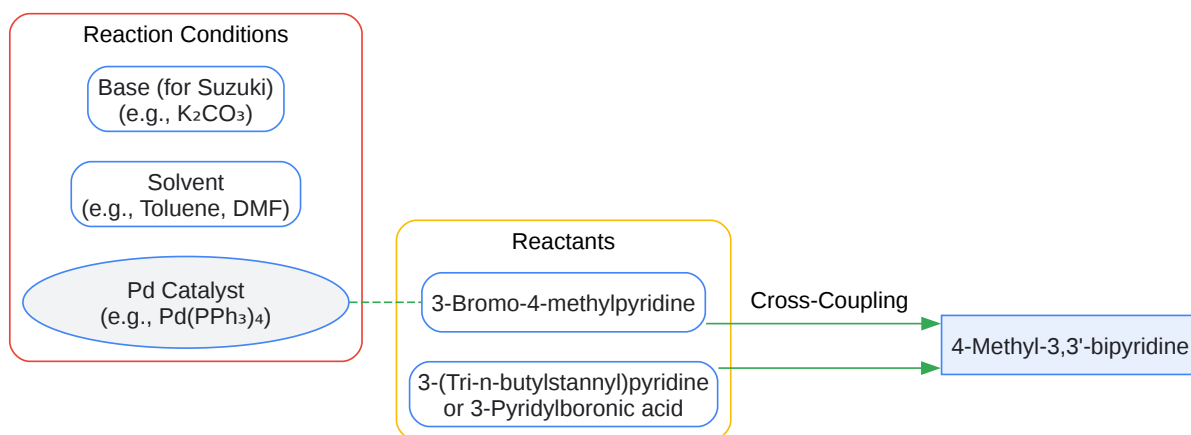 Reaction Conditions
Base (for Suzuki)
(e.g., K₂CO₃)
Solvent
(e.g., Toluene, DMF)
Pd Catalyst
(e.g., Pd(PPh₃)₄)
Reactants
3-Bromo-4-methylpyridine
3-(Tri-n-butylstannyl)pyridine
or 3-Pyridylboronic acid
Cross-Coupling
4-Methyl-3,3'-bipyridine